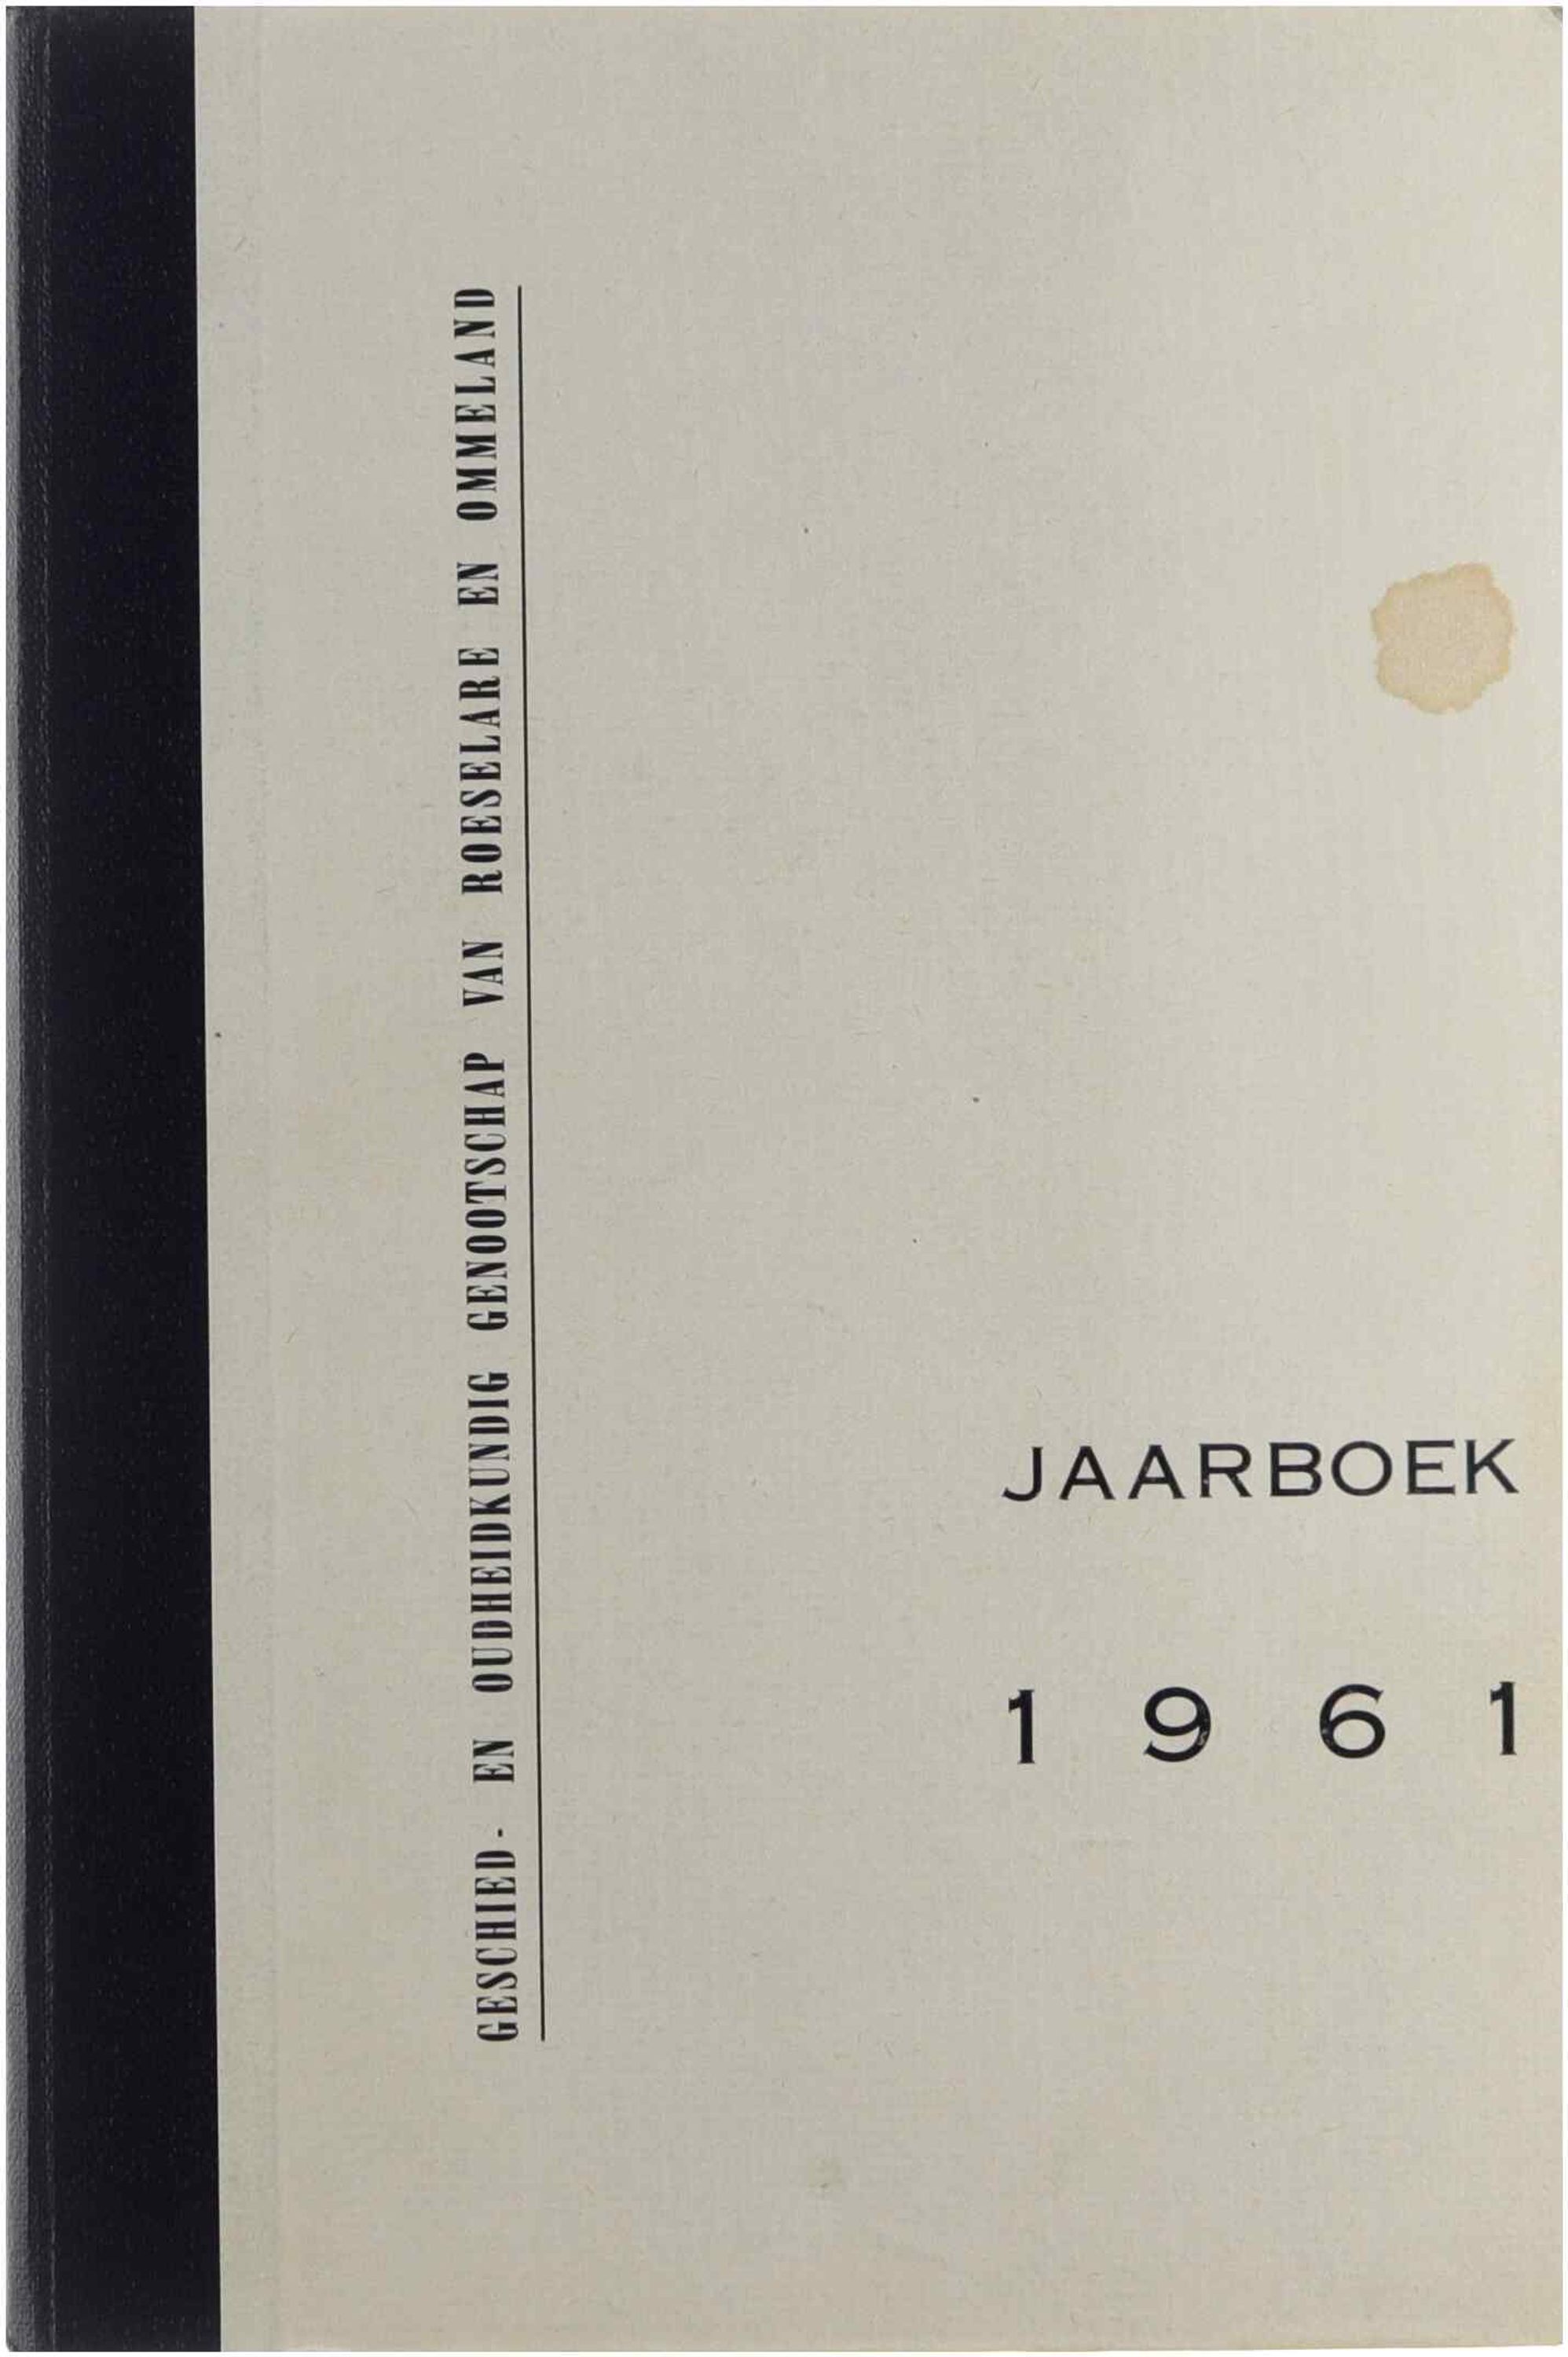 GESCHIED- EN OUDHEIDKUNDIG GENOOTSCHAP VAN ROESELARE EN OMMELAND
JAARBOEK
1961